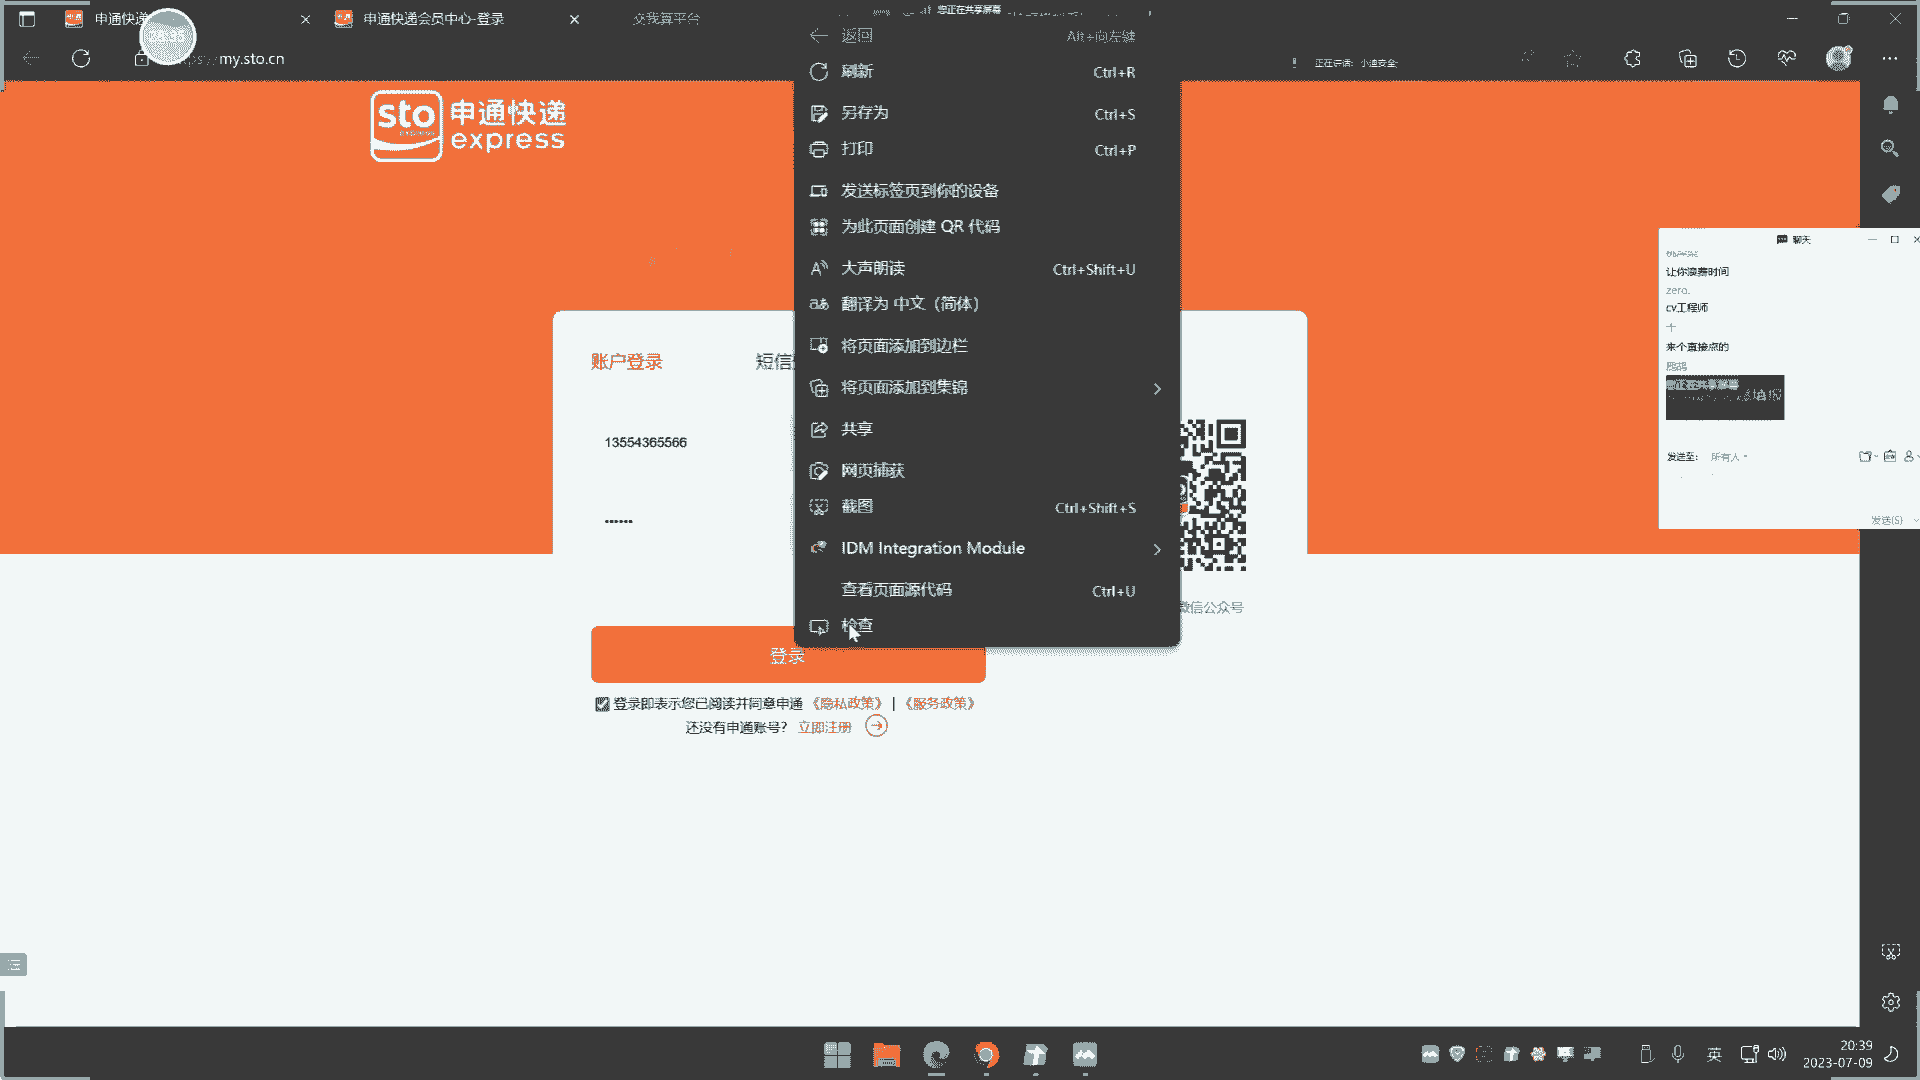 申通快递
申通快递会员中心-登录
交我算平台
您正在共享屏幕
my.sto.cn
正在讲话: 小迪安全
sto 申通快递
express
返回 Alt+向左键
刷新 Ctrl+R
另存为 Ctrl+S
打印 Ctrl+P
发送标签页到你的设备
为此页面创建 QR 代码
大声朗读 Ctrl+Shift+U
翻译为 中文（简体）
将页面添加到边栏
将页面添加到集锦
共享
网页捕获
截图 Ctrl+Shift+S
IDM Integration Module
查看页面源代码 Ctrl+U
检查
账户登录
短信
13554365566
••••••
微信公众号
登录
登录即表示您已阅读并同意申通《隐私政策》 | 《服务政策》
还没有申通账号？ 立即注册
聊天
让你浪费时间
zero.
cv工程师
个
来个直接点的
您正在共享屏幕
发送至: 所有人
发送(S)
英
20:39
2023-07-09